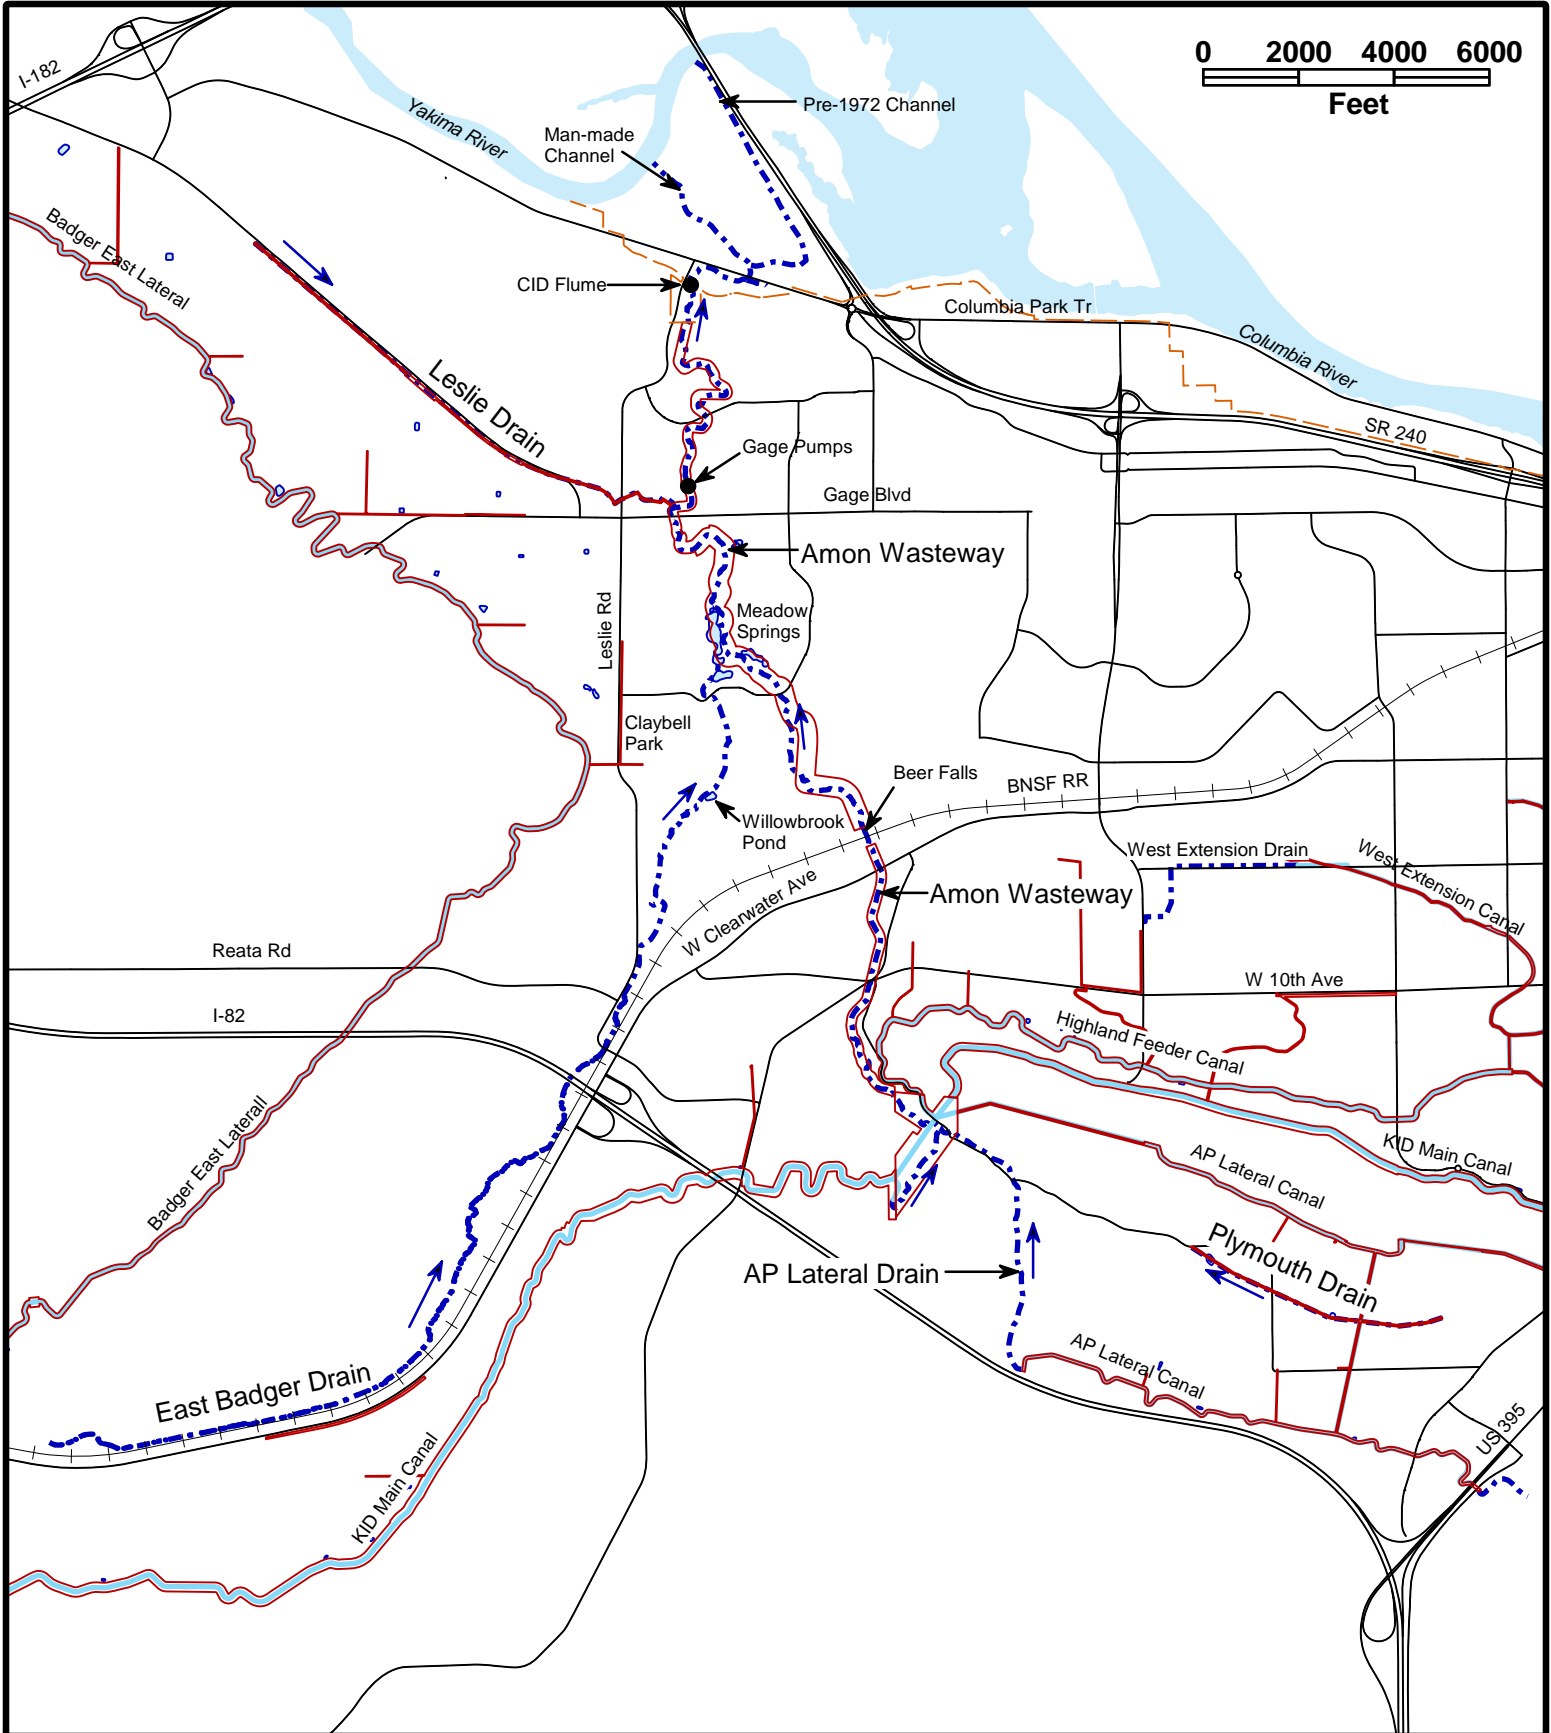 0 2000 4000 6000
Feet
I-182
Yakima River
Pre-1972 Channel
Man-made
Channel
Badger East Lateral
CID Flume
Columbia Park Tr
Columbia River
Leslie Drain
SR 240
Gage Pumps
Gage Blvd
Amon Wasteway
Leslie Rd
Meadow
Springs
Claybell
Park
Beer Falls
BNSF RR
Willowbrook
Pond
West Extension Drain
West Extension Canal
W Clearwater Ave
Amon Wasteway
Reata Rd
W 10th Ave
I-82
Highland Feeder Canal
Badger East Laterall
KID Main Canal
AP Lateral Canal
Plymouth Drain
AP Lateral Drain
AP Lateral Canal
East Badger Drain
US 395
KID Main Canal